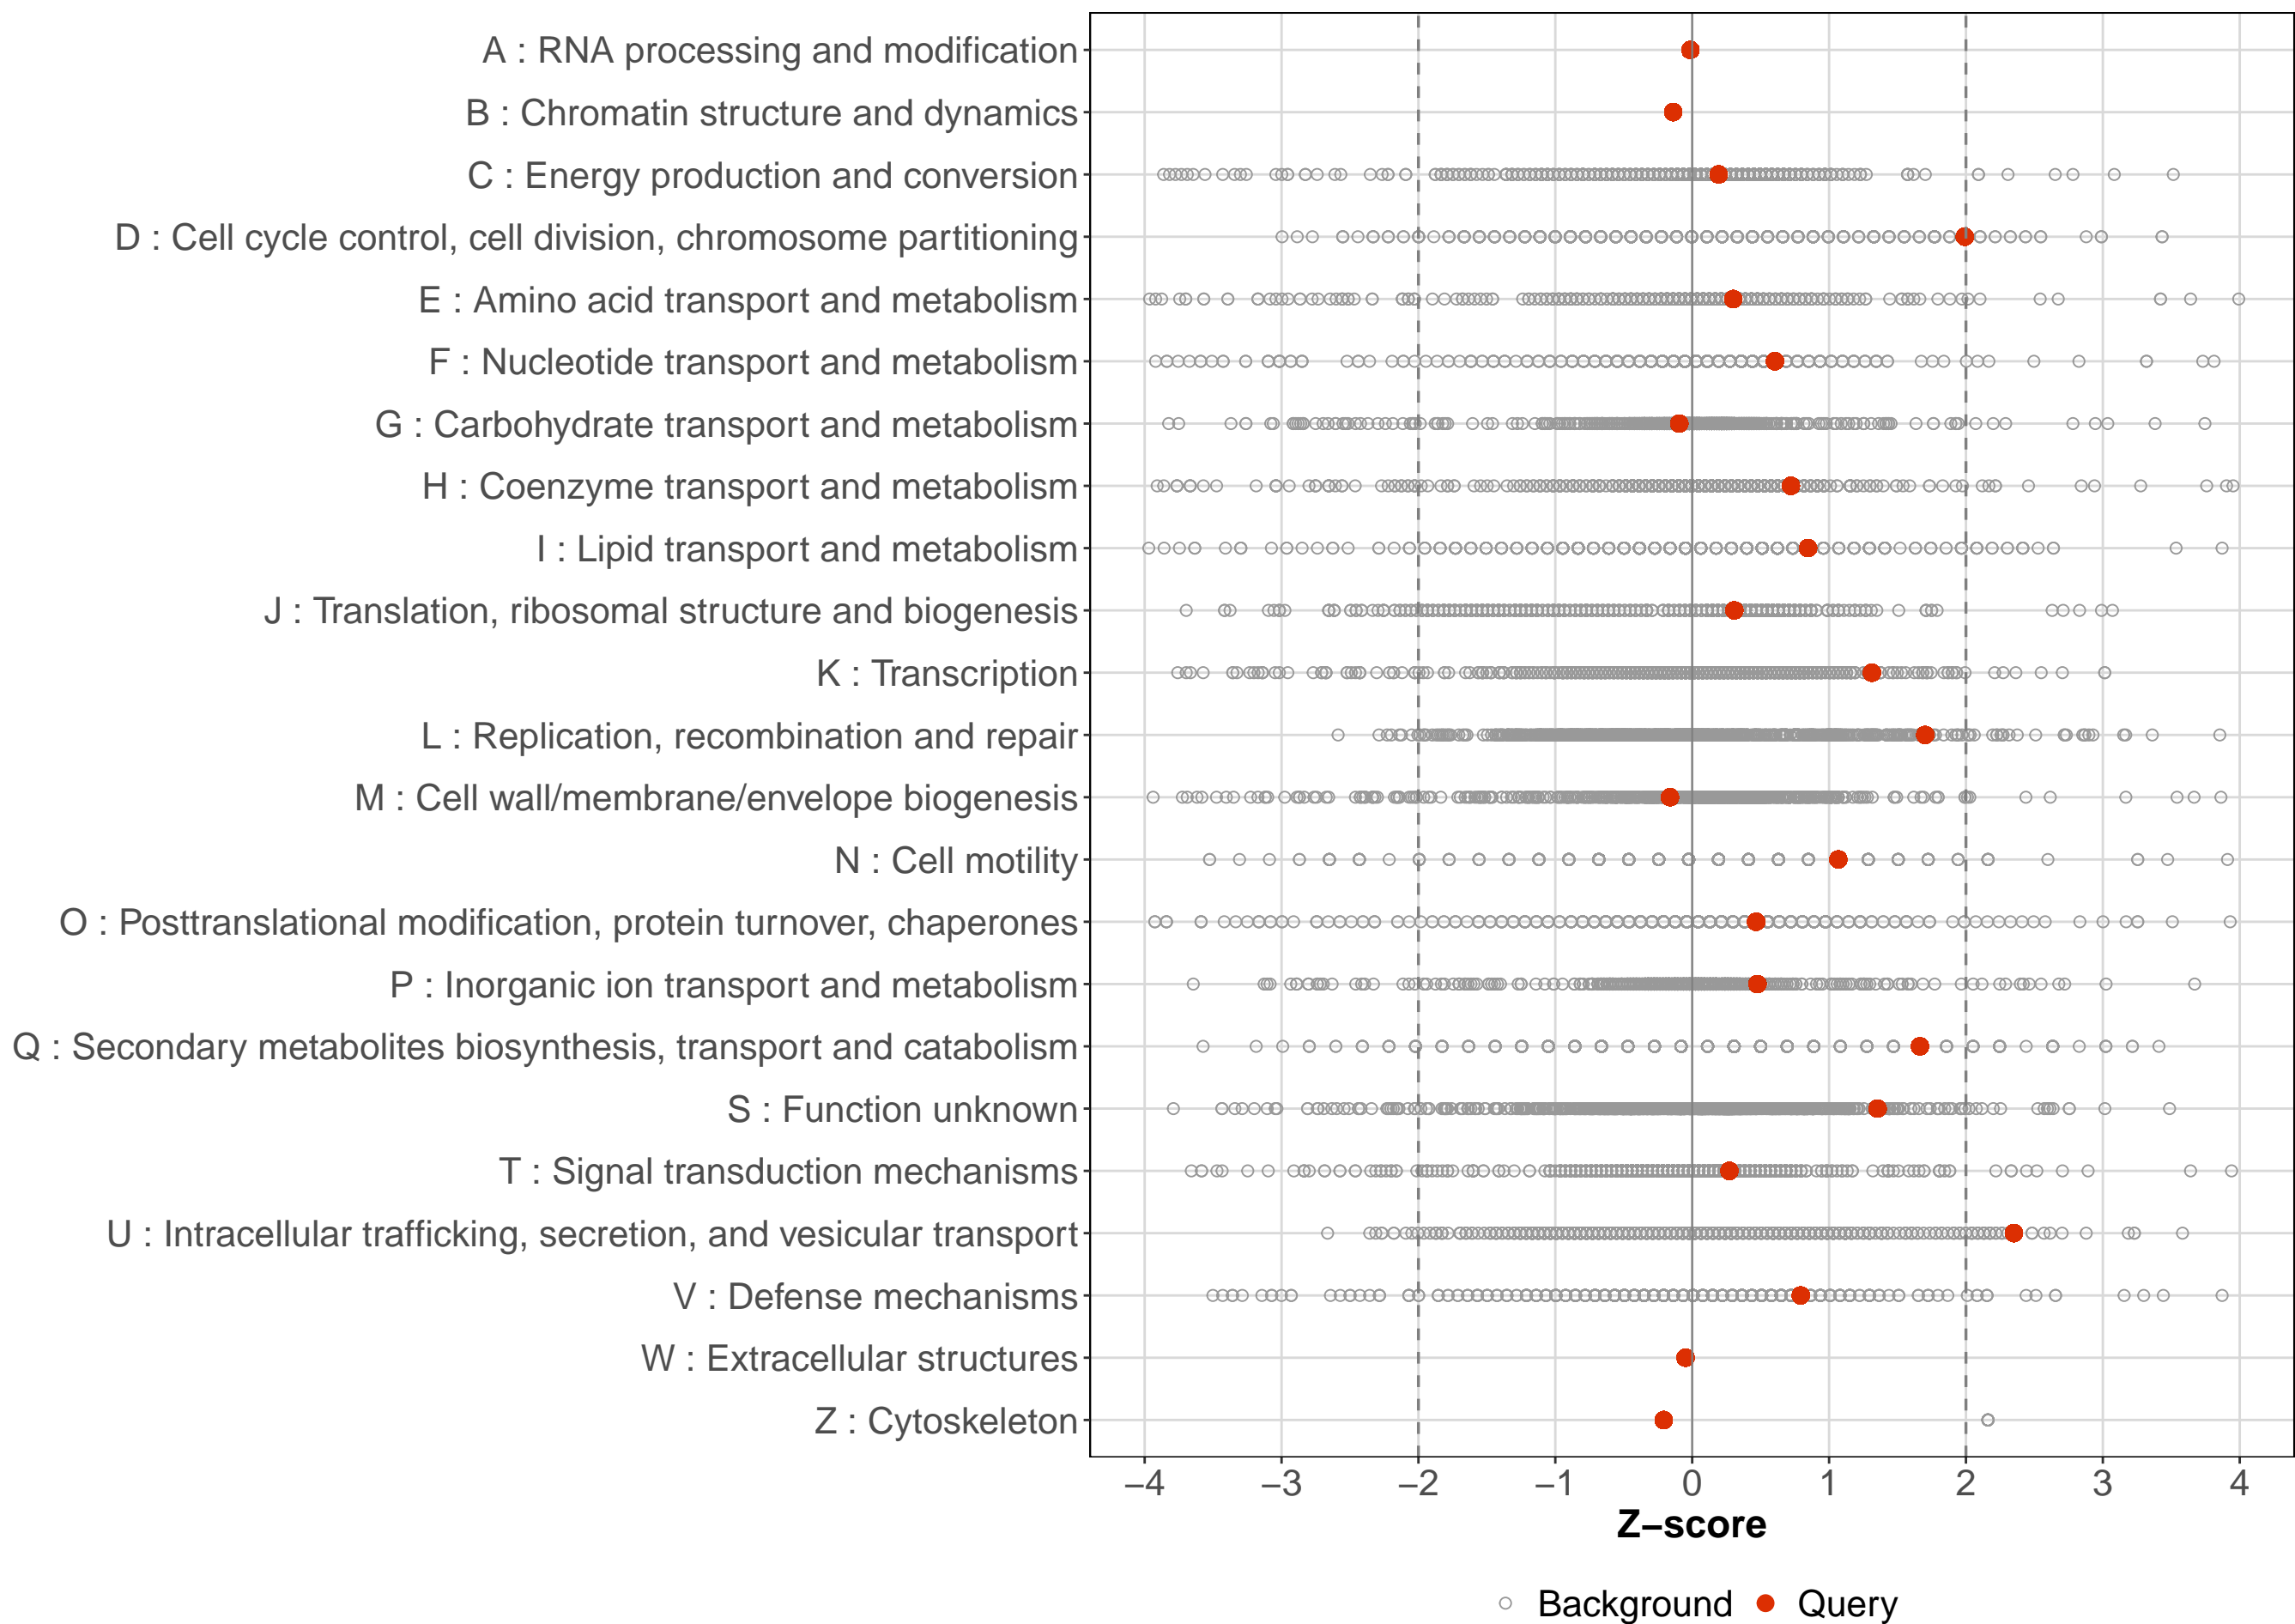 A : RNA processing and modification
B : Chromatin structure and dynamics
C : Energy production and conversion
D : Cell cycle control, cell division, chromosome partitioning
E : Amino acid transport and metabolism
F : Nucleotide transport and metabolism
G : Carbohydrate transport and metabolism
H : Coenzyme transport and metabolism
I : Lipid transport and metabolism
J : Translation, ribosomal structure and biogenesis
K : Transcription
L : Replication, recombination and repair
M : Cell wall/membrane/envelope biogenesis
N : Cell motility
O : Posttranslational modification, protein turnover, chaperones
P : Inorganic ion transport and metabolism
Q : Secondary metabolites biosynthesis, transport and catabolism
S : Function unknown
T : Signal transduction mechanisms
U : Intracellular trafficking, secretion, and vesicular transport
V : Defense mechanisms
W : Extracellular structures
Z : Cytoskeleton
−4 −3 −2 −1 0 1 2 3 4
Z−score
Background Query